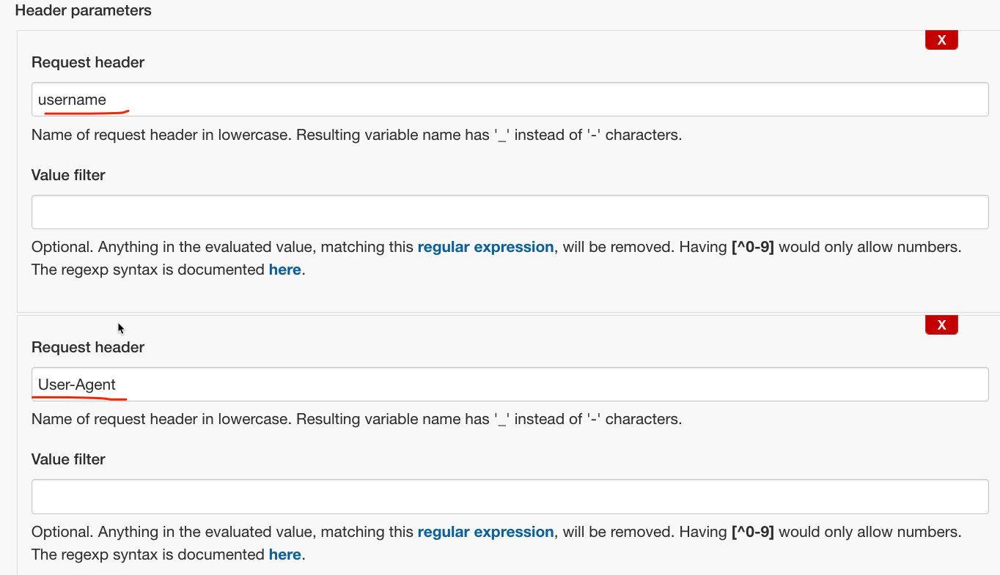 Header parameters
X
Request header
username
Name of request header in lowercase. Resulting variable name has '_' instead of '-' characters.
Value filter
Optional. Anything in the evaluated value, matching this regular expression, will be removed. Having [^0-9] would only allow numbers.
The regexp syntax is documented here.
X
Request header
User-Agent
Name of request header in lowercase. Resulting variable name has '_' instead of '-' characters.
Value filter
Optional. Anything in the evaluated value, matching this regular expression, will be removed. Having [^0-9] would only allow numbers.
The regexp syntax is documented here.